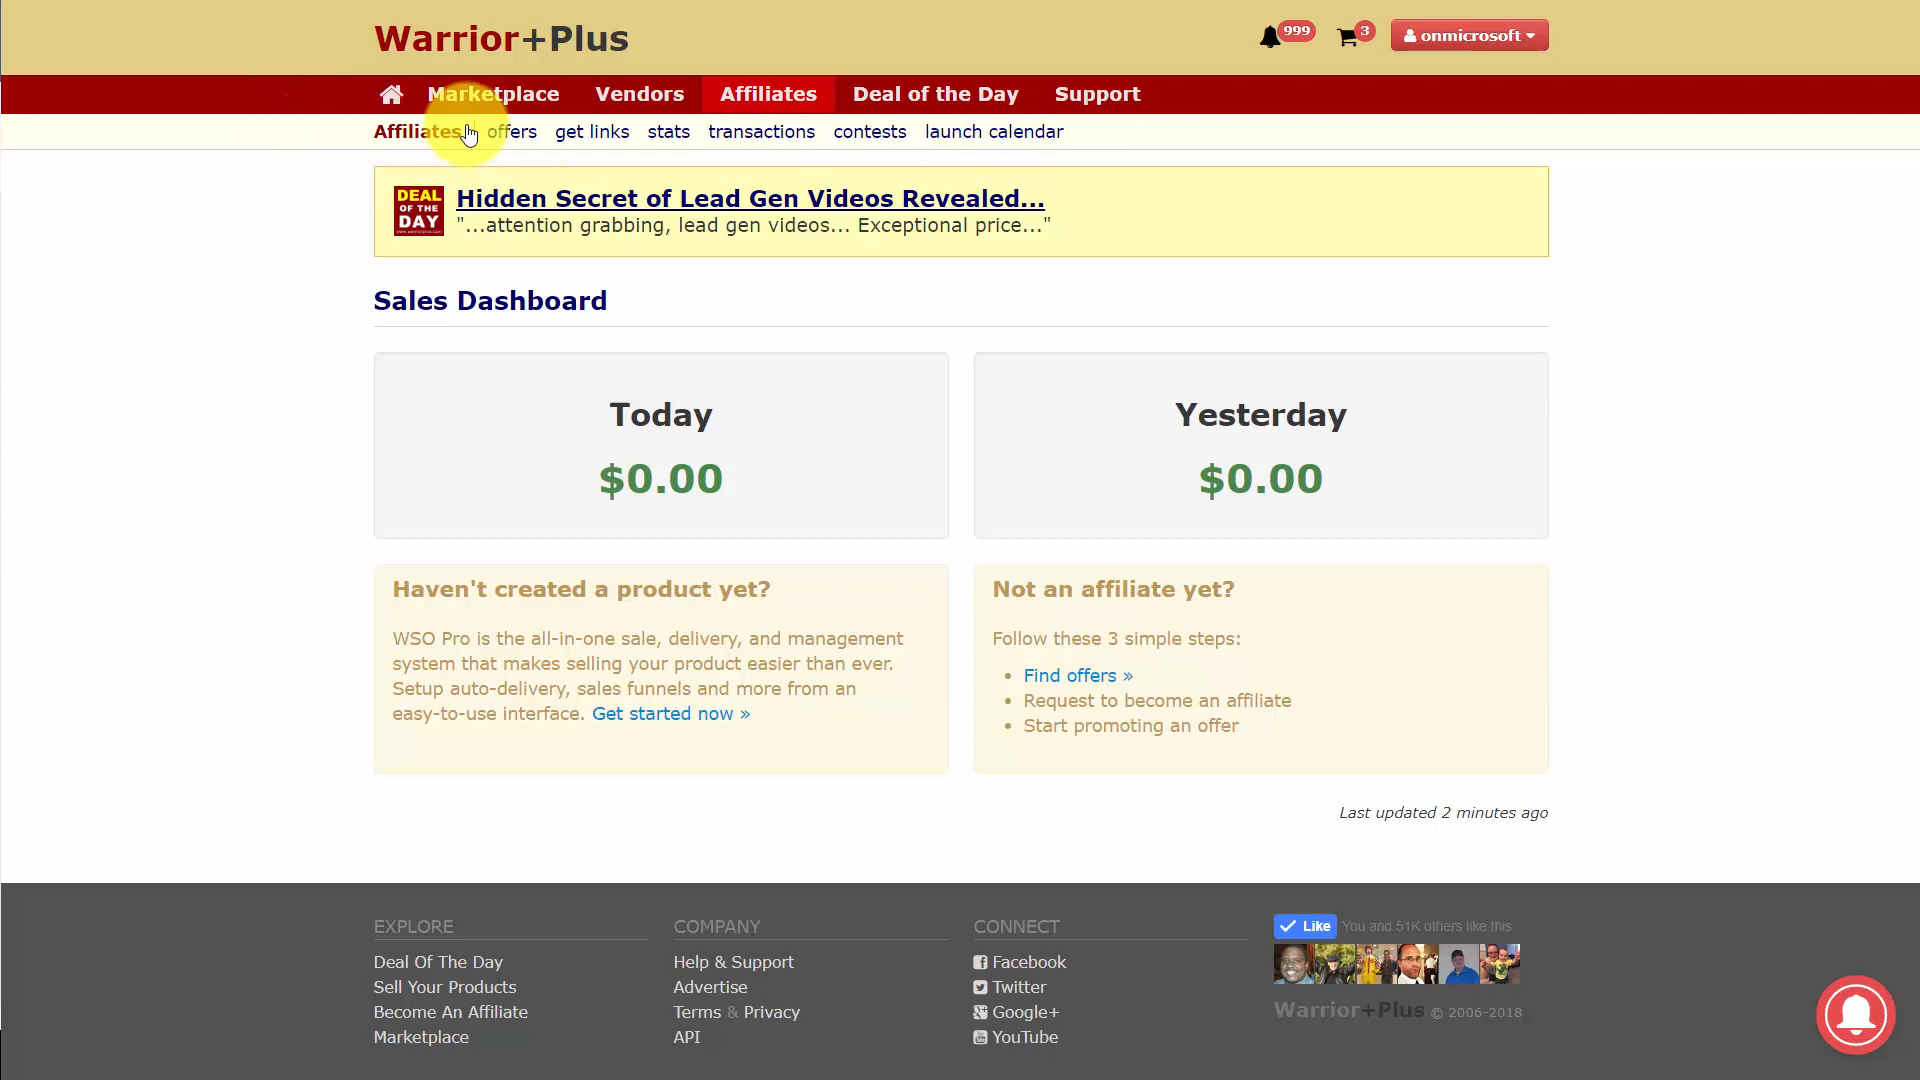 Warrior+Plus
999
3
onmicrosoft
Marketplace Vendors Affiliates Deal of the Day Support
Affiliates offers get links stats transactions contests launch calendar
DEAL
OF THE
DAY
www.warriorplus.com
Hidden Secret of Lead Gen Videos Revealed...
"...attention grabbing, lead gen videos... Exceptional price..."
Sales Dashboard
Today
$0.00
Yesterday
$0.00
Haven't created a product yet?
WSO Pro is the all-in-one sale, delivery, and management
system that makes selling your product easier than ever.
Setup auto-delivery, sales funnels and more from an
easy-to-use interface. Get started now »
Not an affiliate yet?
Follow these 3 simple steps:
• Find offers »
• Request to become an affiliate
• Start promoting an offer
Last updated 2 minutes ago
EXPLORE
Deal Of The Day
Sell Your Products
Become An Affiliate
Marketplace
COMPANY
Help & Support
Advertise
Terms & Privacy
API
CONNECT
Facebook
Twitter
Google+
YouTube
Like You and 51K others like this.
Warrior+Plus © 2006-2018